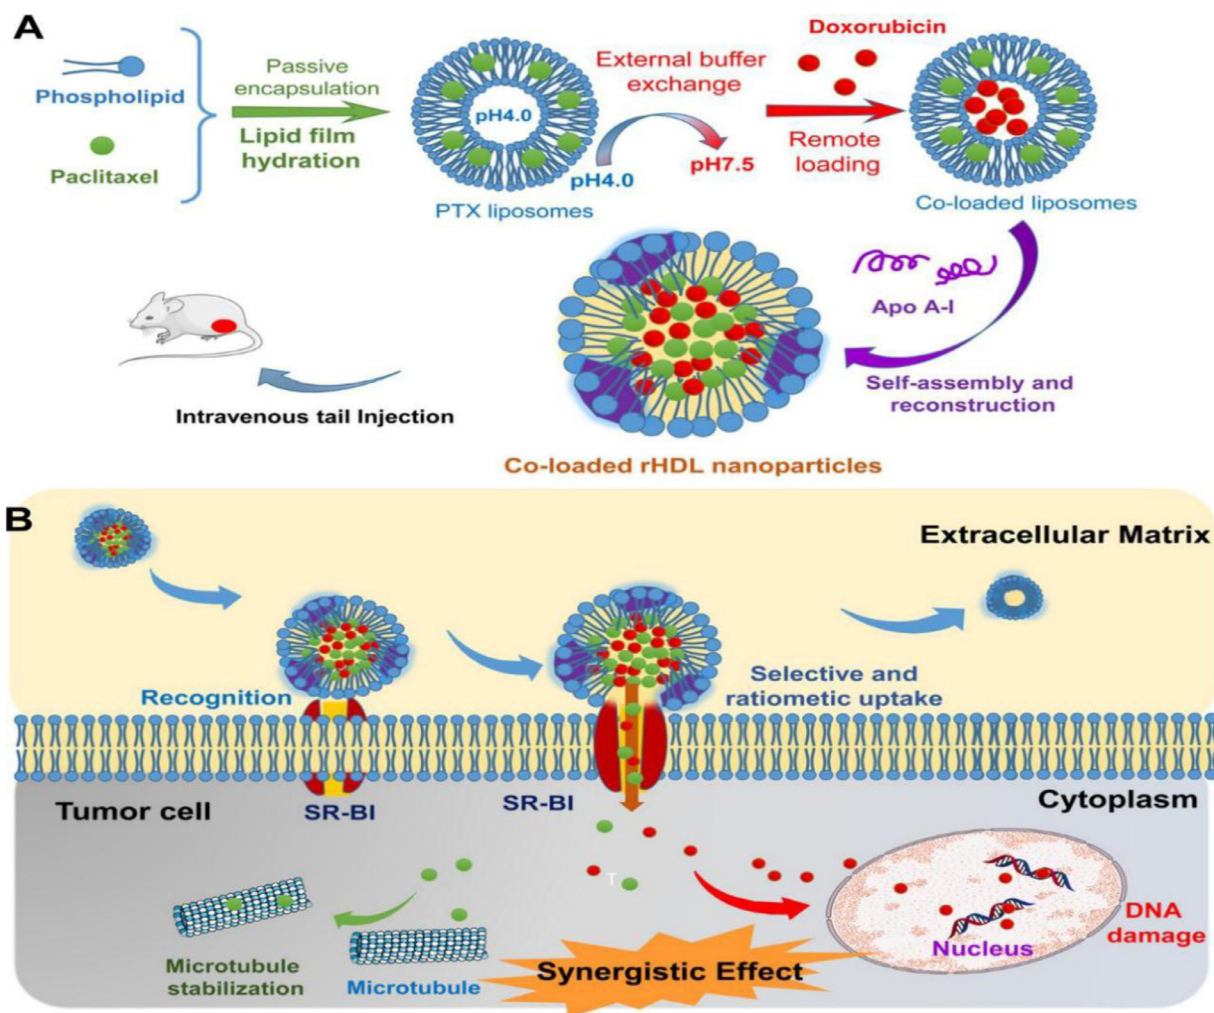 A
Phospholipid
Paclitaxel
Passive
encapsulation
Lipid film
hydration
pH4.0
PTX liposomes
External buffer
exchange
pH4.0
pH7.5
Doxorubicin
Remote
loading
Co-loaded liposomes
Apo A-I
Self-assembly and
reconstruction
Co-loaded rHDL nanoparticles
Intravenous tail Injection
B
Extracellular Matrix
Recognition
Selective and
ratiometic uptake
Tumor cell
SR-BI
SR-BI
Cytoplasm
T
Microtubule
stabilization
Microtubule
Synergistic Effect
Nucleus
DNA
damage